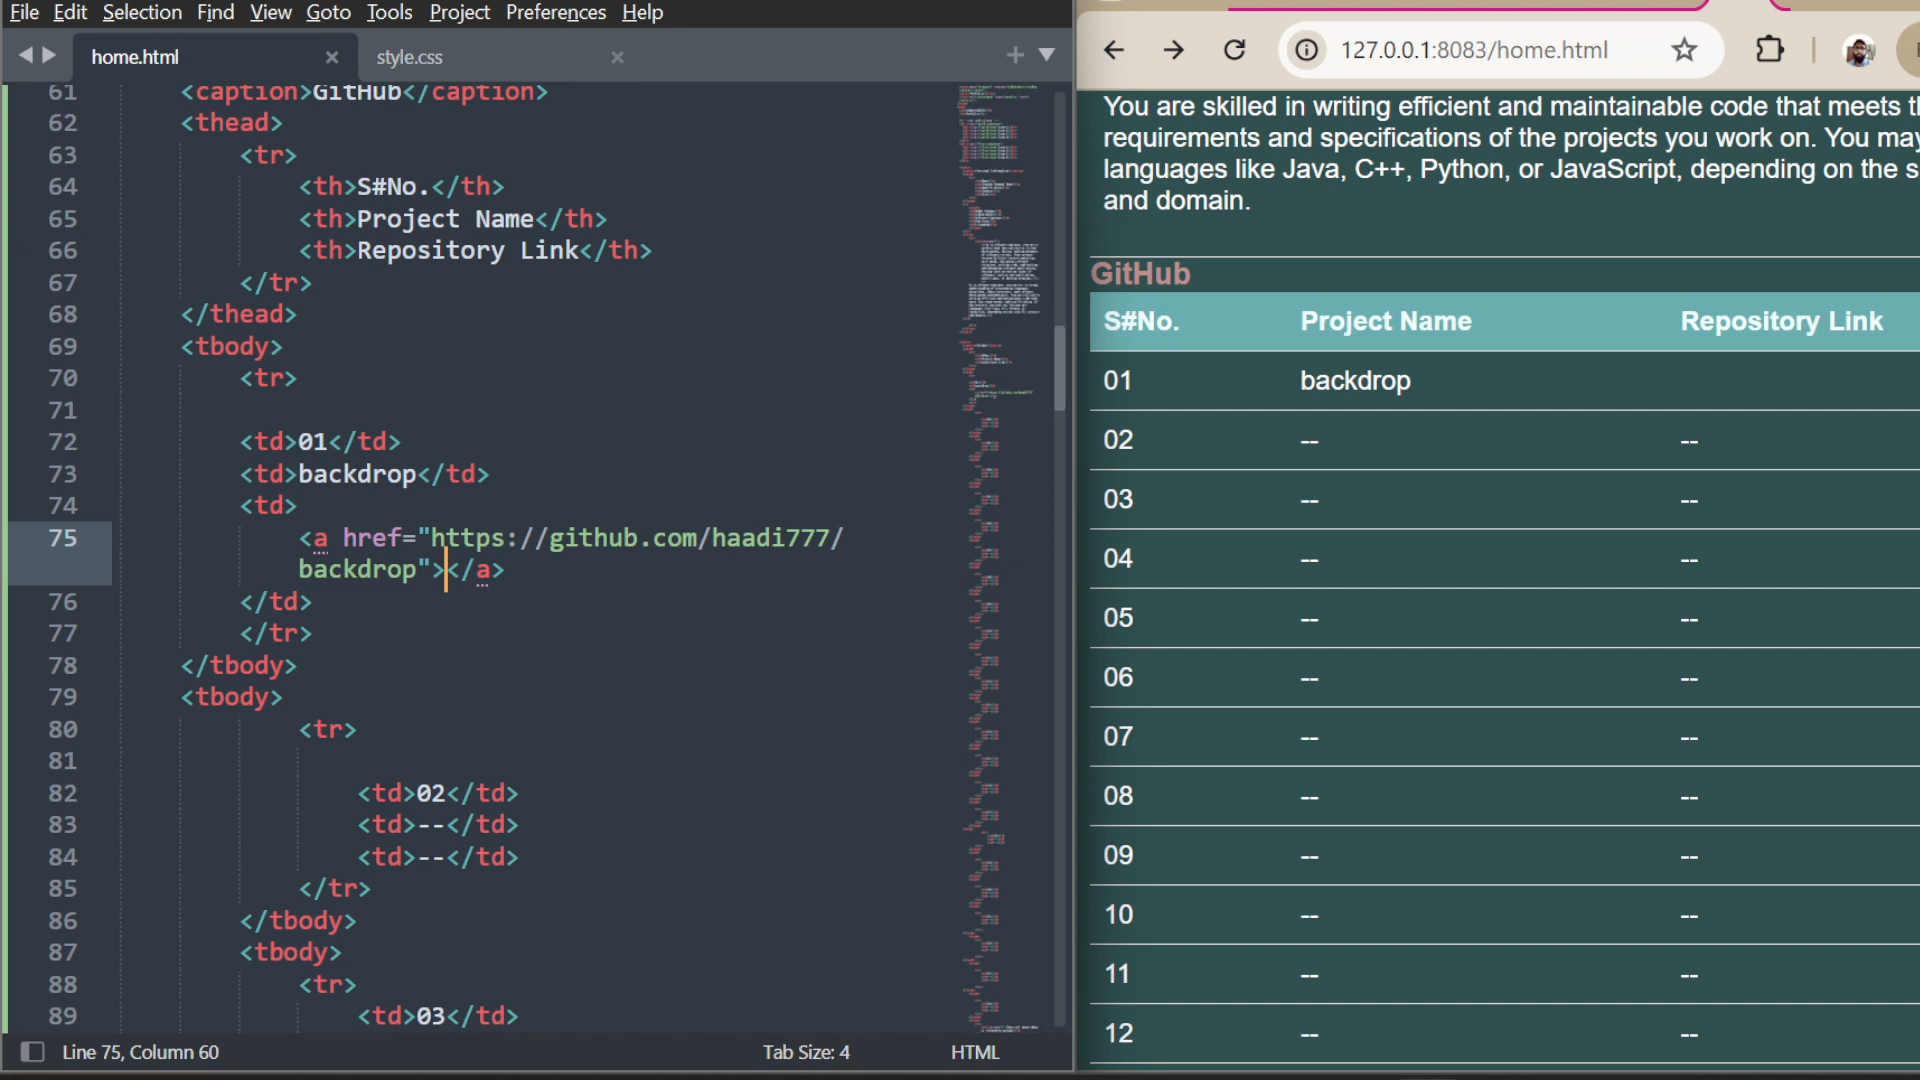 File Edit Selection Find View Goto Tools Project Preferences Help
home.html × style.css ×
61 <caption>GitHub</caption>
62 <thead>
63 <tr>
64 <th>S#No.</th>
65 <th>Project Name</th>
66 <th>Repository Link</th>
67 </tr>
68 </thead>
69 <tbody>
70 <tr>
71
72 <td>01</td>
73 <td>backdrop</td>
74 <td>
75 <a href="https://github.com/haadi777/
backdrop"></a>
76 </td>
77 </tr>
78 </tbody>
79 <tbody>
80 <tr>
81
82 <td>02</td>
83 <td>--</td>
84 <td>--</td>
85 </tr>
86 </tbody>
87 <tbody>
88 <tr>
89 <td>03</td>
Line 75, Column 60 Tab Size: 4 HTML
127.0.0.1:8083/home.html
You are skilled in writing efficient and maintainable code that meets
requirements and specifications of the projects you work on. You may
languages like Java, C++, Python, or JavaScript, depending on the
and domain.
GitHub
S#No. Project Name Repository Link
01 backdrop
02 -- --
03 -- --
04 -- --
05 -- --
06 -- --
07 -- --
08 -- --
09 -- --
10 -- --
11 -- --
12 -- --